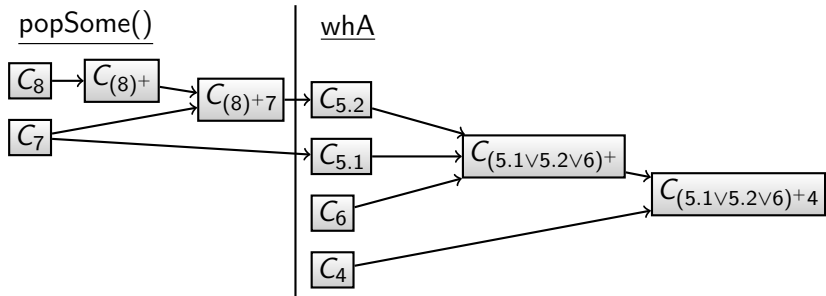 popSome()
whA
C₈
C₍₈₎⁺
C₍₈₎⁺₇
C₇
C₅.₂
C₅.₁
C₆
C₄
C₍₅.₁∨₅.₂∨₆₎⁺
C₍₅.₁∨₅.₂∨₆₎⁺₄